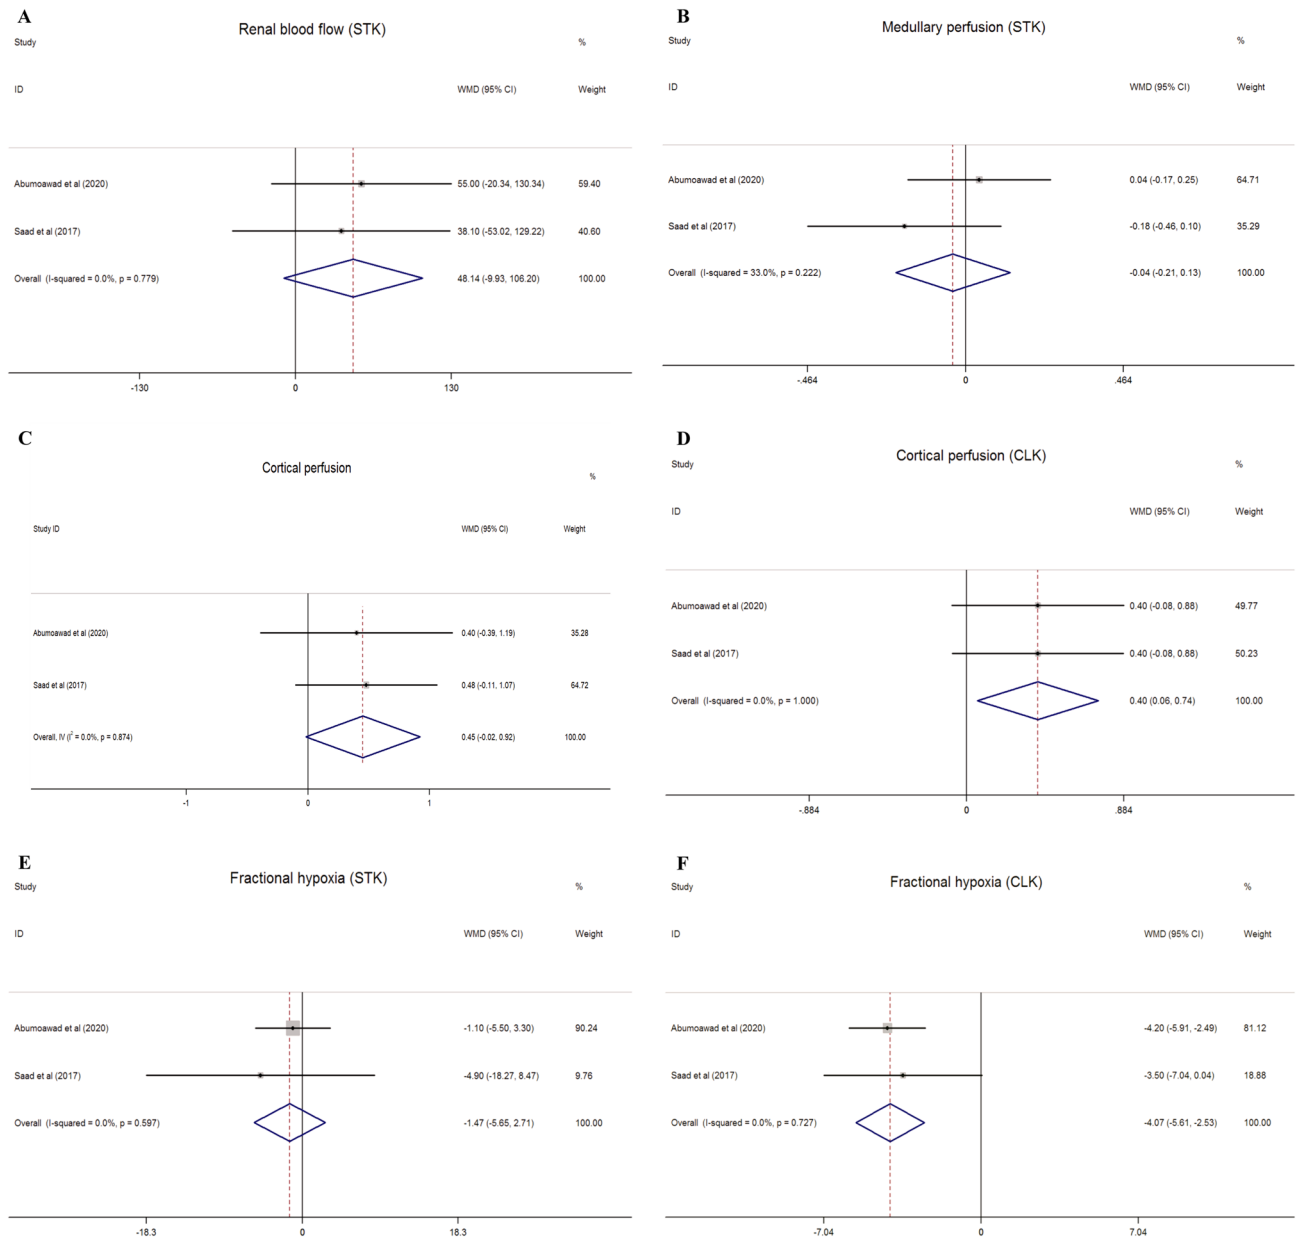 A
Renal blood flow (STK)
Study
%
ID
WMD (95% CI)
Weight
Abumoawad et al (2020)
55.00 (-20.34, 130.34)
59.40
Saad et al (2017)
38.10 (-53.02, 129.22)
40.60
Overall (I-squared = 0.0%, p = 0.779)
48.14 (-9.93, 106.20)
100.00
-130
0
130
B
Medullary perfusion (STK)
Study
%
ID
WMD (95% CI)
Weight
Abumoawad et al (2020)
0.04 (-0.17, 0.25)
64.71
Saad et al (2017)
-0.18 (-0.46, 0.10)
35.29
Overall (I-squared = 33.0%, p = 0.222)
-0.04 (-0.21, 0.13)
100.00
-.464
0
.464
C
Cortical perfusion
%
Study ID
WMD (95% CI)
Weight
Abumoawad et al (2020)
0.40 (-0.39, 1.19)
35.28
Saad et al (2017)
0.48 (-0.11, 1.07)
64.72
Overall, IV (I² = 0.0%, p = 0.874)
0.45 (-0.02, 0.92)
100.00
-1
0
1
D
Cortical perfusion (CLK)
Study
%
ID
WMD (95% CI)
Weight
Abumoawad et al (2020)
0.40 (-0.08, 0.88)
49.77
Saad et al (2017)
0.40 (-0.08, 0.88)
50.23
Overall (I-squared = 0.0%, p = 1.000)
0.40 (0.06, 0.74)
100.00
-.884
0
.884
E
Fractional hypoxia (STK)
Study
%
ID
WMD (95% CI)
Weight
Abumoawad et al (2020)
-1.10 (-5.50, 3.30)
90.24
Saad et al (2017)
-4.90 (-18.27, 8.47)
9.76
Overall (I-squared = 0.0%, p = 0.597)
-1.47 (-5.65, 2.71)
100.00
-18.3
0
18.3
F
Fractional hypoxia (CLK)
Study
%
ID
WMD (95% CI)
Weight
Abumoawad et al (2020)
-4.20 (-5.91, -2.49)
81.12
Saad et al (2017)
-3.50 (-7.04, 0.04)
18.88
Overall (I-squared = 0.0%, p = 0.727)
-4.07 (-5.61, -2.53)
100.00
-7.04
0
7.04